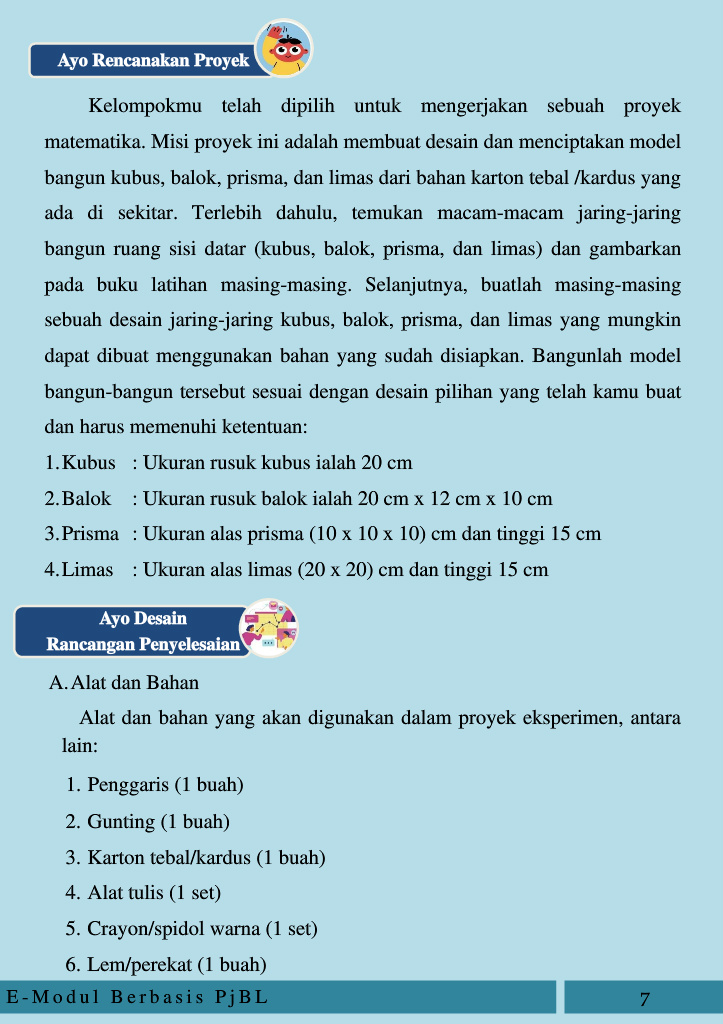 Ayo Rencanakan Proyek
Kelompokmu telah dipilih untuk mengerjakan sebuah proyek
matematika. Misi proyek ini adalah membuat desain dan menciptakan model
bangun kubus, balok, prisma, dan limas dari bahan karton tebal /kardus yang
ada di sekitar. Terlebih dahulu, temukan macam-macam jaring-jaring
bangun ruang sisi datar (kubus, balok, prisma, dan limas) dan gambarkan
pada buku latihan masing-masing. Selanjutnya, buatlah masing-masing
sebuah desain jaring-jaring kubus, balok, prisma, dan limas yang mungkin
dapat dibuat menggunakan bahan yang sudah disiapkan. Bangunlah model
bangun-bangun tersebut sesuai dengan desain pilihan yang telah kamu buat
dan harus memenuhi ketentuan:
1. Kubus : Ukuran rusuk kubus ialah 20 cm
2. Balok : Ukuran rusuk balok ialah 20 cm x 12 cm x 10 cm
3. Prisma : Ukuran alas prisma (10 x 10 x 10) cm dan tinggi 15 cm
4. Limas : Ukuran alas limas (20 x 20) cm dan tinggi 15 cm
Ayo Desain
Rancangan Penyelesaian
A. Alat dan Bahan
Alat dan bahan yang akan digunakan dalam proyek eksperimen, antara
lain:
1. Penggaris (1 buah)
2. Gunting (1 buah)
3. Karton tebal/kardus (1 buah)
4. Alat tulis (1 set)
5. Crayon/spidol warna (1 set)
6. Lem/perekat (1 buah)
E-Modul Berbasis PjBL
7